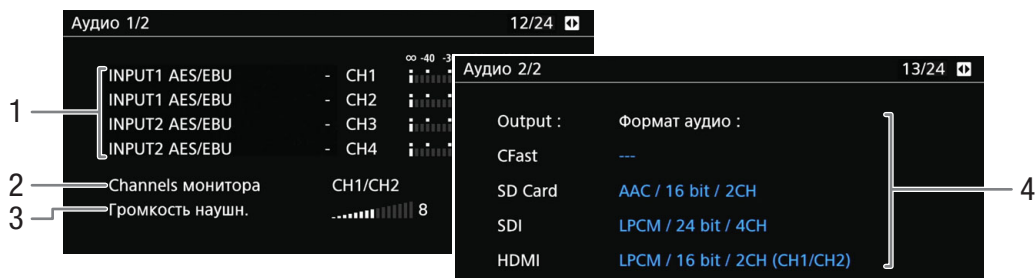 Аудио 1/2 12/24
∞ -40
INPUT1 AES/EBU - CH1
INPUT1 AES/EBU - CH2
INPUT2 AES/EBU - CH3
INPUT2 AES/EBU - CH4
Channels монитора CH1/CH2
Громкость наушн. 8
1
2
3
Аудио 2/2 13/24
Output : Формат аудио :
CFast ---
SD Card AAC / 16 bit / 2CH
SDI LPCM / 24 bit / 4CH
HDMI LPCM / 16 bit / 2CH (CH1/CH2)
4